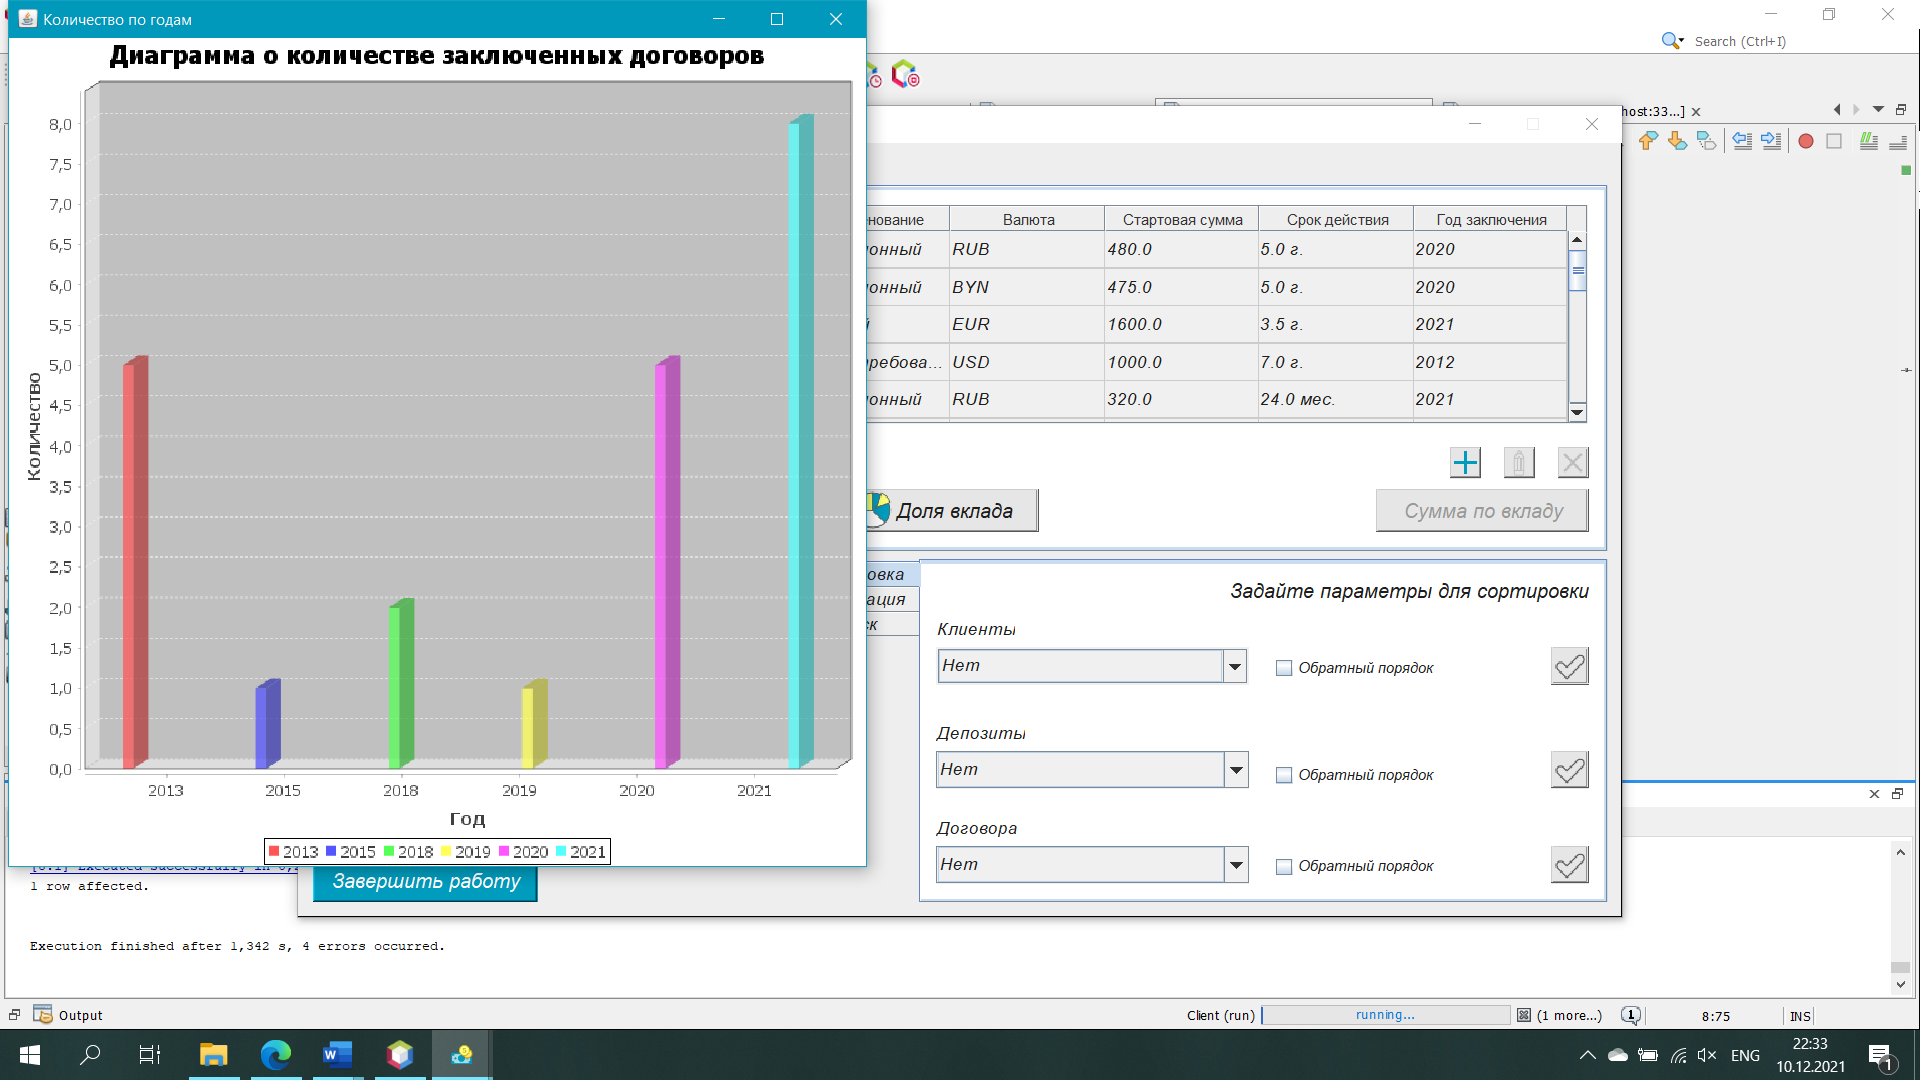 Количество по годам
Диаграмма о количестве заключенных договоров
8,0
7,5
7,0
6,5
6,0
5,5
5,0
4,5
4,0
3,5
3,0
2,5
2,0
1,5
1,0
0,5
0,0
Количество
2013 2015 2018 2019 2020 2021
Год
2013 2015 2018 2019 2020 2021
Search (Ctrl+I)
host:33...]
нование Валюта Стартовая сумма Срок действия Год заключения
онный RUB 480.0 5.0 г. 2020
онный BYN 475.0 5.0 г. 2020
й EUR 1600.0 3.5 г. 2021
ребова... USD 1000.0 7.0 г. 2012
онный RUB 320.0 24.0 мес. 2021
Доля вклада
Сумма по вкладу
овка
ация
ск
Задайте параметры для сортировки
Клиенты
Нет
Обратный порядок
Депозиты
Нет
Обратный порядок
Договора
Нет
Обратный порядок
Завершить работу
1 row affected.
Execution finished after 1,342 s, 4 errors occurred.
Output
Client (run)
running...
(1 more...)
1
8:75
INS
W
ENG
22:33
10.12.2021
1